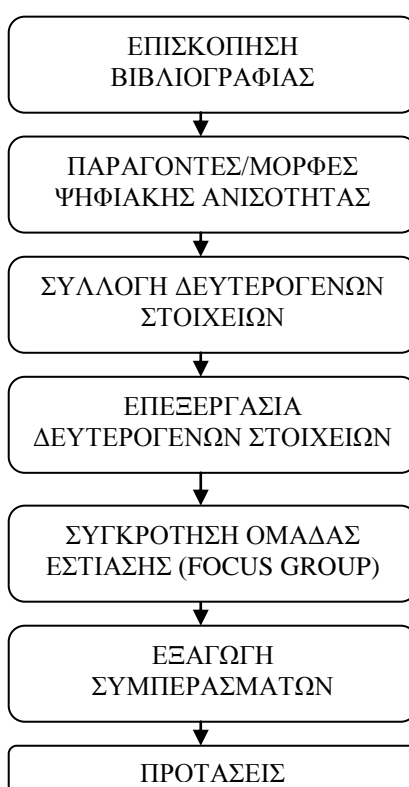 ΕΠΙΣΚΟΠΗΣΗ
ΒΙΒΛΙΟΓΡΑΦΙΑΣ
ΠΑΡΑΓΟΝΤΕΣ/ΜΟΡΦΕΣ
ΨΗΦΙΑΚΗΣ ΑΝΙΣΟΤΗΤΑΣ
ΣΥΛΛΟΓΗ ΔΕΥΤΕΡΟΓΕΝΩΝ
ΣΤΟΙΧΕΙΩΝ
ΕΠΕΞΕΡΓΑΣΙΑ
ΔΕΥΤΕΡΟΓΕΝΩΝ ΣΤΟΙΧΕΙΩΝ
ΣΥΓΚΡΟΤΗΣΗ ΟΜΑΔΑΣ
ΕΣΤΙΑΣΗΣ (FOCUS GROUP)
ΕΞΑΓΩΓΗ
ΣΥΜΠΕΡΑΣΜΑΤΩΝ
ΠΡΟΤΑΣΕΙΣ